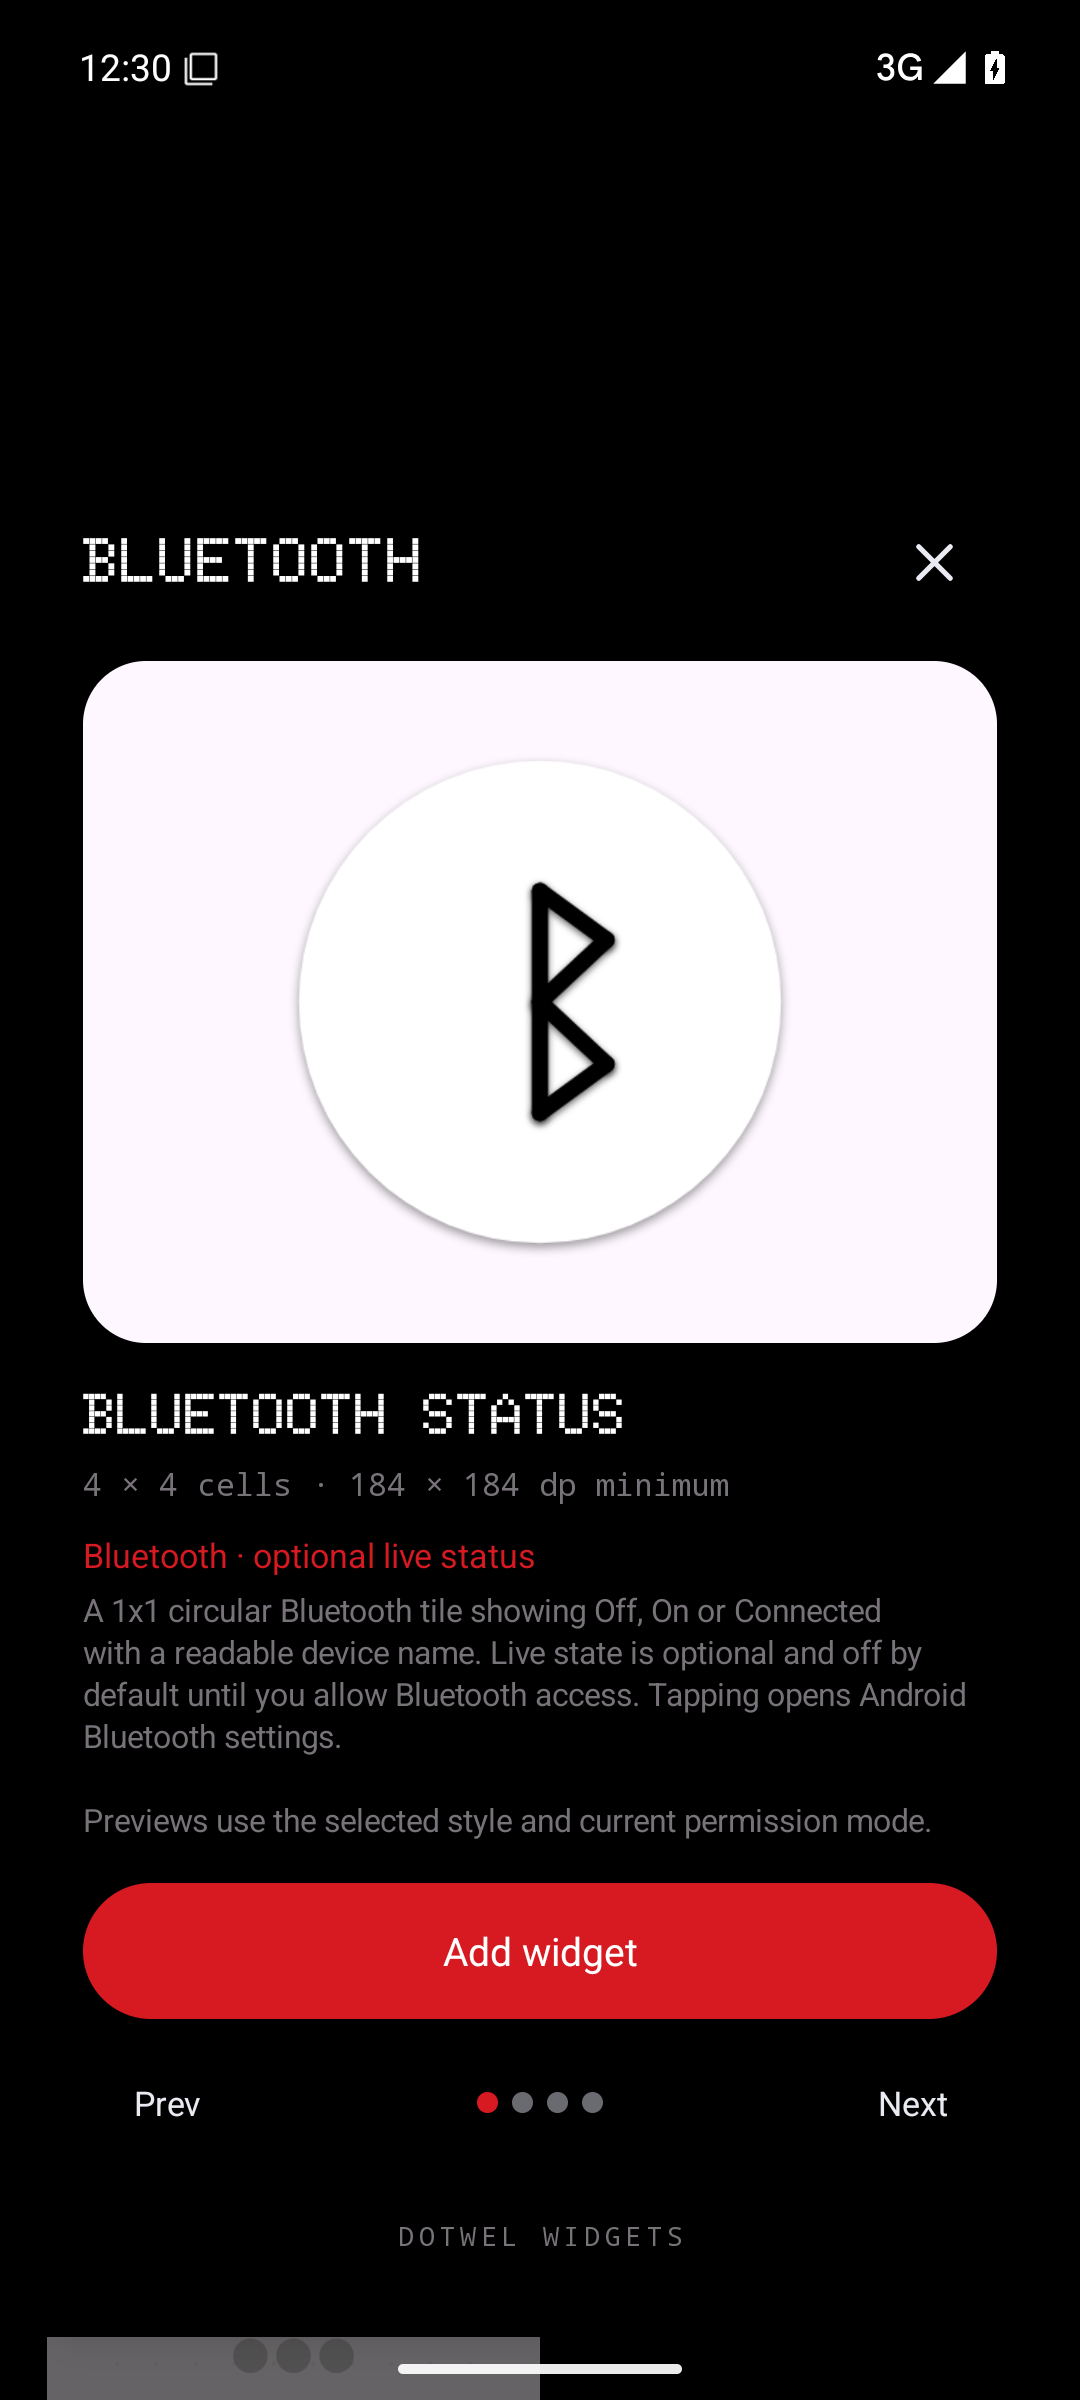 12:30
3G
BLUETOOTH
BLUETOOTH STATUS
4 × 4 cells · 184 × 184 dp minimum
Bluetooth · optional live status
A 1x1 circular Bluetooth tile showing Off, On or Connected
with a readable device name. Live state is optional and off by
default until you allow Bluetooth access. Tapping opens Android
Bluetooth settings.
Previews use the selected style and current permission mode.
Add widget
Prev
Next
DOTWEL WIDGETS